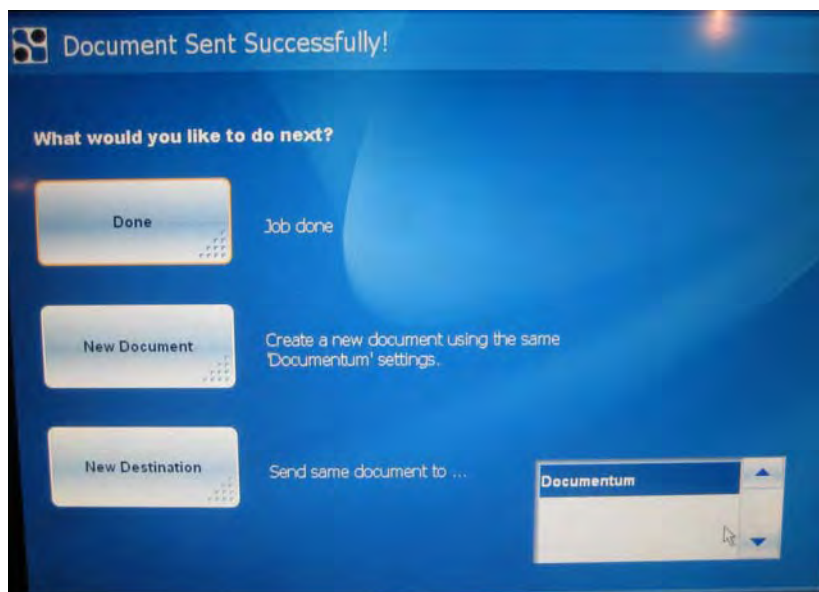 Document Sent Successfully!
What would you like to do next?
Done
Job done
New Document
Create a new document using the same
'Documentum' settings.
New Destination
Send same document to ...
Documentum